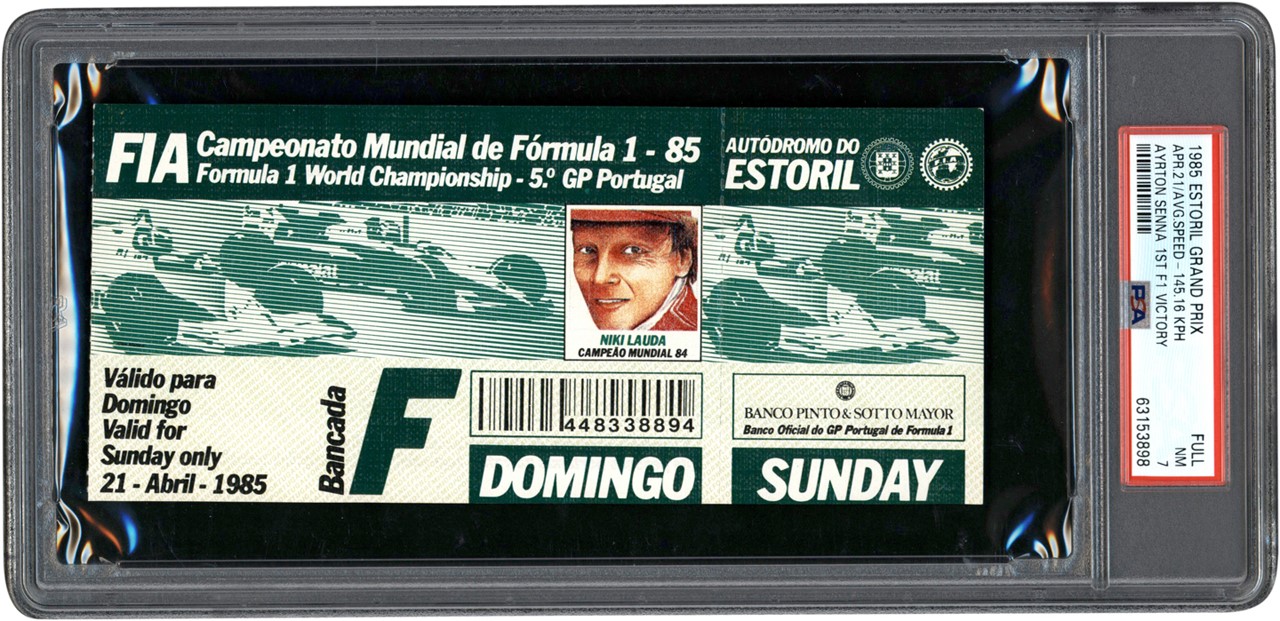 FIA
Campeonato Mundial de Fórmula 1 - 85
Formula 1 World Championship - 5.º GP Portugal
AUTÓDROMO DO
ESTORIL
NIKI LAUDA
CAMPEÃO MUNDIAL 84
Válido para
Domingo
Valid for
Sunday only
21 - Abril - 1985
Bancada
F
448338894
DOMINGO
BANCO PINTO & SOTTO MAYOR
Banco Oficial do GP Portugal de Formula 1
SUNDAY
1985 ESTORIL GRAND PRIX
APR.21/AVG.SPEED - 145.16 KPH
AYRTON SENNA 1ST F1 VICTORY
FULL
NM
7
63153898
PSA